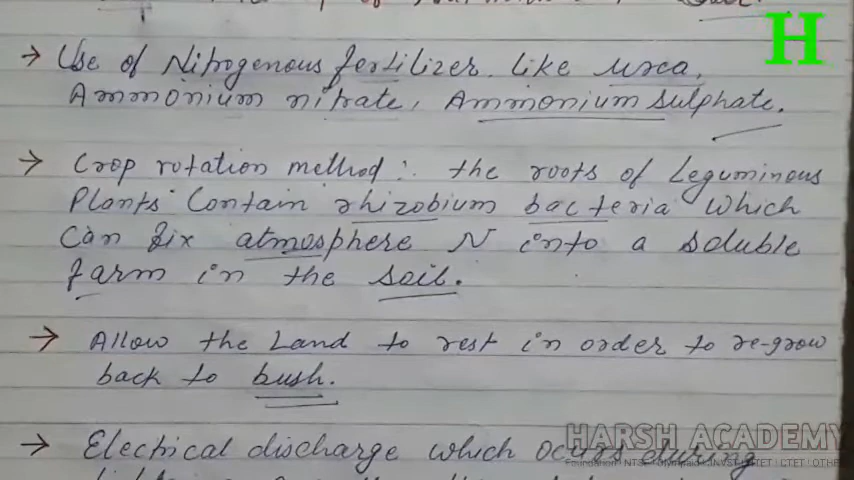 H
→ Use of Nitrogenous fertilizer. like urea,
Ammonium nitrate, Ammonium sulphate.
→ Crop rotation method :. the roots of Leguminous
Plants Contain rhizobium bacteria which
Can fix atmosphere N into a soluble
farm in the soil.
→ Allow the Land to rest in order to re-grow
back to bush.
→ Electrical discharge which occurs during
HARSH ACADEMY